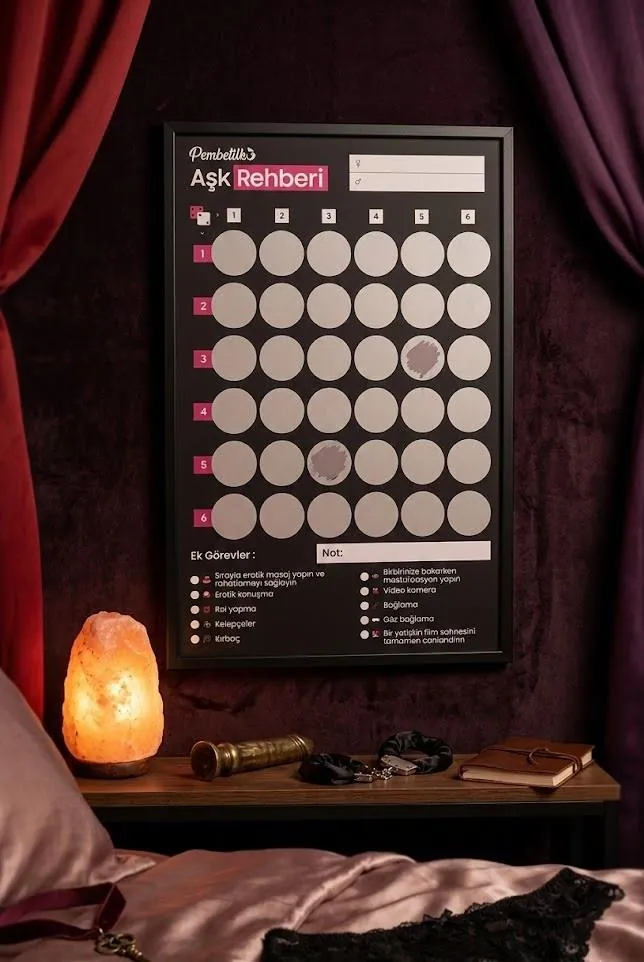 Pembetilki
Aşk Rehberi
♀
♂
1 2 3 4 5 6
1
2
3
4
5
6
Ek Görevler :
Not:
Sırayla erotik masaj yapın ve
rahatlamayı sağlayın
Erotik konuşma
Rol yapma
Kelepçeler
Kırbaç
Birbirinize bakarken
mastürbasyon yapın
Video kamera
Bağlama
Göz bağlama
Bir yetişkin film sahnesini
tamamen canlandırın